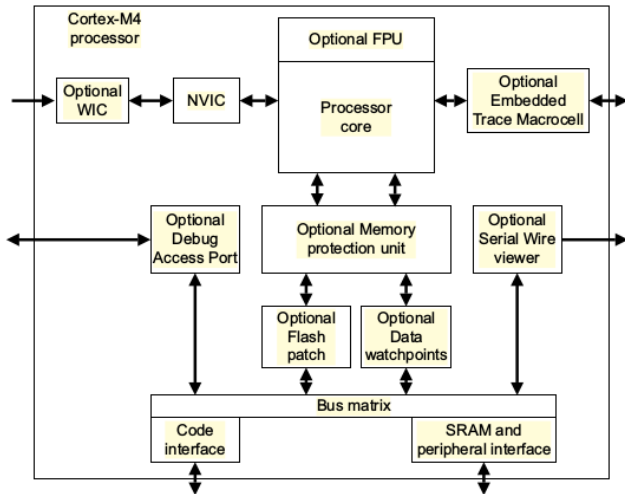 Cortex-M4
processor
Optional FPU
Optional
WIC
NVIC
Processor
core
Optional
Embedded
Trace Macrocell
Optional
Debug
Access Port
Optional Memory
protection unit
Optional
Serial Wire
viewer
Optional
Flash
patch
Optional
Data
watchpoints
Bus matrix
Code
interface
SRAM and
peripheral interface